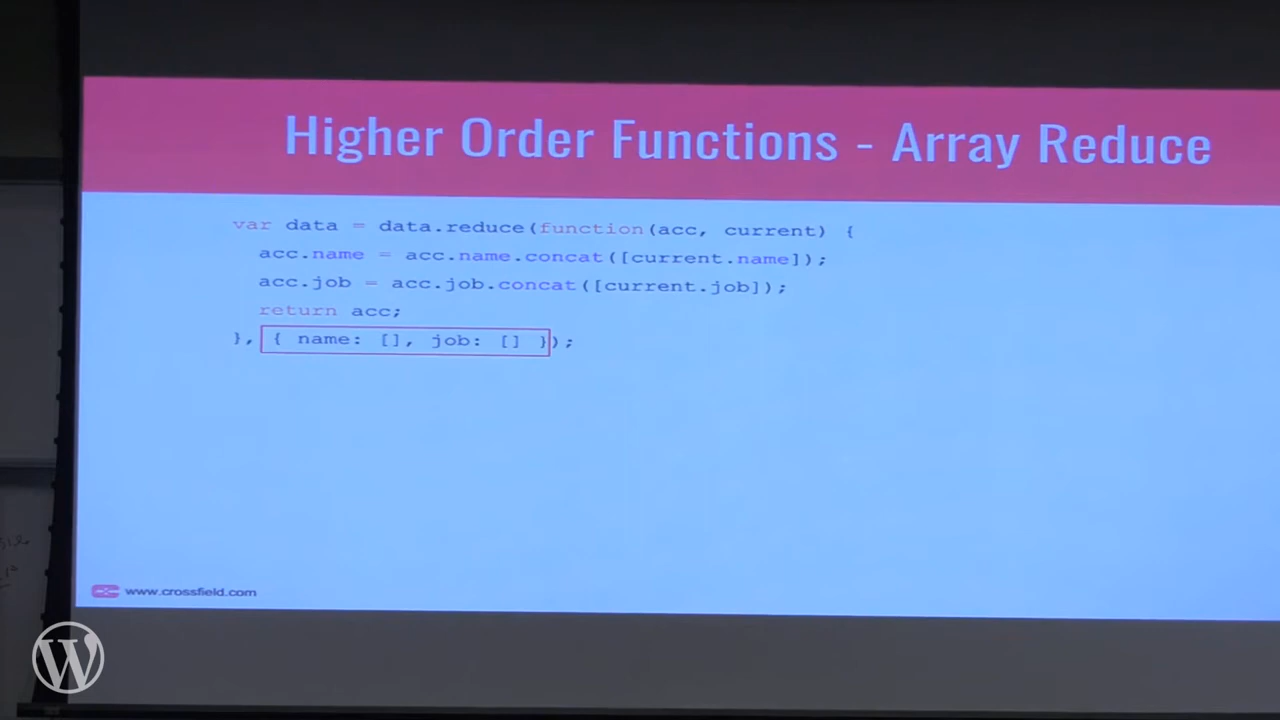 Higher Order Functions - Array Reduce
var data = data.reduce(function(acc, current) {
acc.name = acc.name.concat([current.name]);
acc.job = acc.job.concat([current.job]);
return acc;
}, { name: [], job: [] });
www.crossfield.com